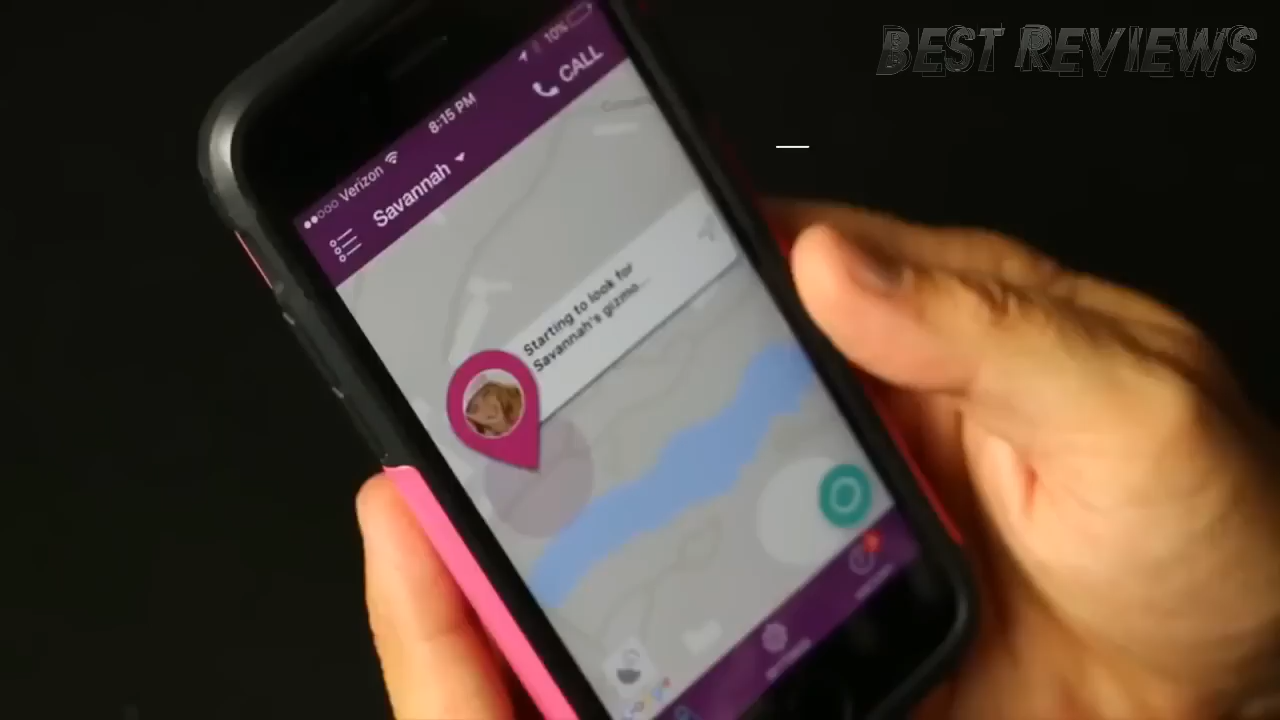 BEST REVIEWS
10%
8:15 PM
Verizon
CALL
Savannah
Starting to look for
Savannah's gizmo...